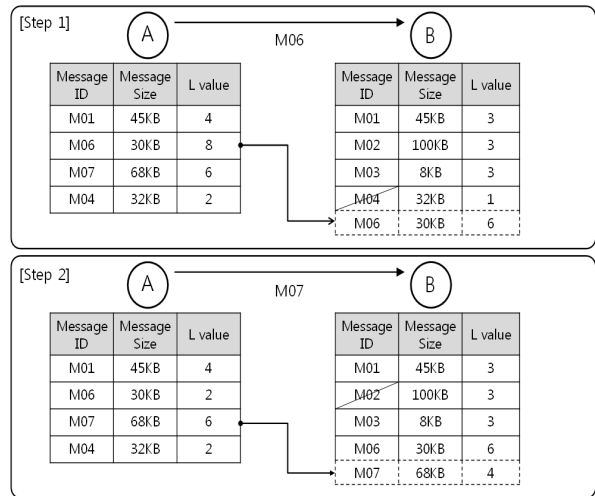 [Step 1]
A B
M06
Message ID Message Size L value
M01 45KB 4
M06 30KB 8
M07 68KB 6
M04 32KB 2
Message ID Message Size L value
M01 45KB 3
M02 100KB 3
M03 8KB 3
M04 32KB 1
M06 30KB 6
[Step 2]
A B
M07
Message ID Message Size L value
M01 45KB 4
M06 30KB 2
M07 68KB 6
M04 32KB 2
Message ID Message Size L value
M01 45KB 3
M02 100KB 3
M03 8KB 3
M06 30KB 6
M07 68KB 4